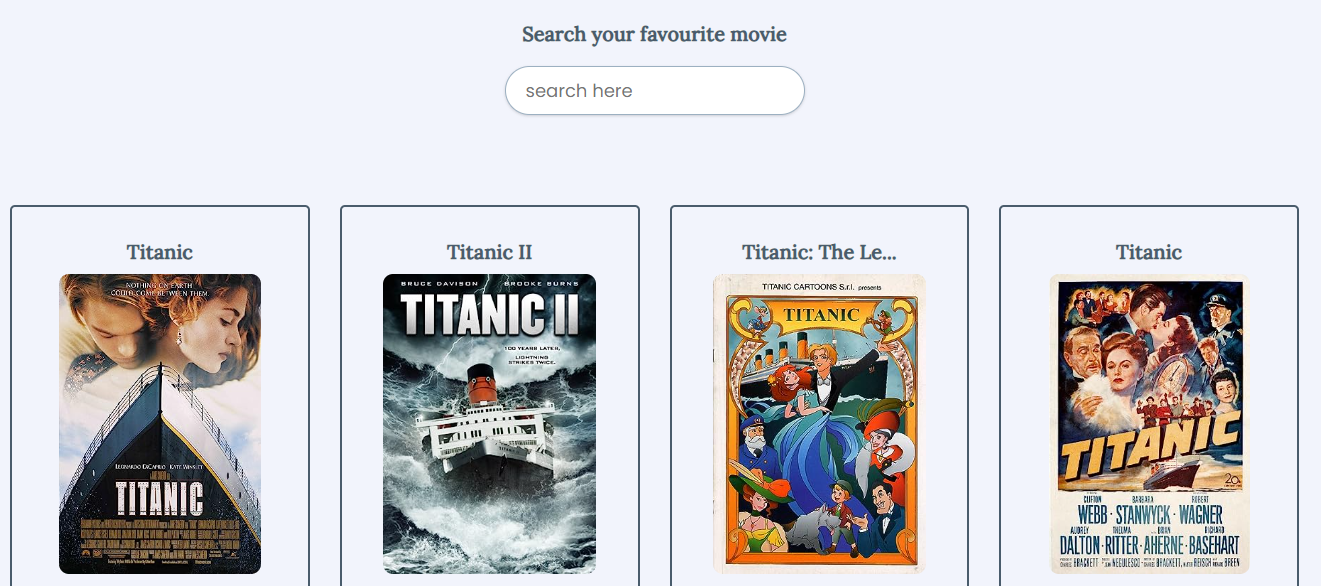 Search your favourite movie
search here
Titanic
Titanic II
Titanic: The Le...
Titanic
NOTHING ON EARTH
COULD COME BETWEEN THEM.
LEONARDO DiCAPRIO KATE WINSLET
TITANIC
BRUCE DAVISON BROOKE BURNS
TITANIC II
100 YEARS LATER,
LIGHTNING
STRIKES TWICE.
TITANIC CARTOONS S.r.l. presents
TITANIC
TITANIC
20
CLIFTON BARBARA ROBERT
WEBB · STANWYCK · WAGNER
AUDREY THELMA BRIAN RICHARD
DALTON · RITTER · AHERNE · BASEHART